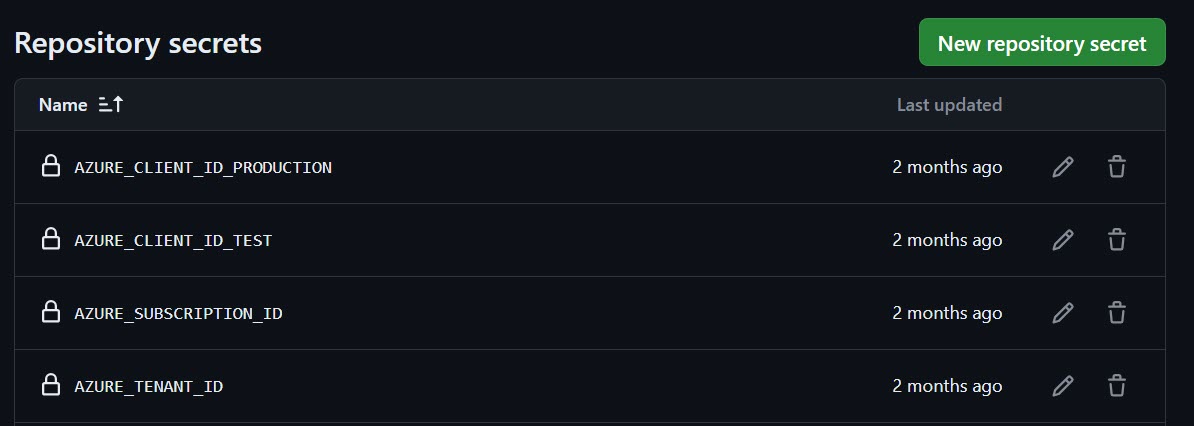 Repository secrets
New repository secret
Name
Last updated
AZURE_CLIENT_ID_PRODUCTION
2 months ago
AZURE_CLIENT_ID_TEST
2 months ago
AZURE_SUBSCRIPTION_ID
2 months ago
AZURE_TENANT_ID
2 months ago